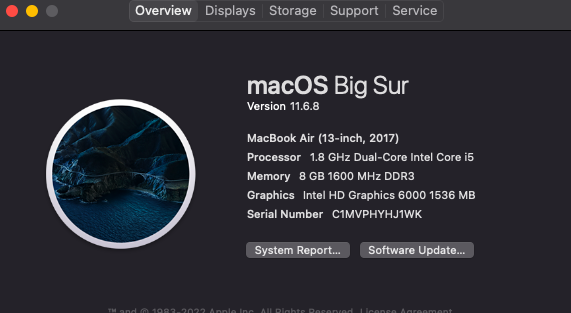 Overview Displays Storage Support Service
macOS Big Sur
Version 11.6.8
MacBook Air (13-inch, 2017)
Processor 1.8 GHz Dual-Core Intel Core i5
Memory 8 GB 1600 MHz DDR3
Graphics Intel HD Graphics 6000 1536 MB
Serial Number C1MVPHYHJ1WK
System Report... Software Update...
™ and © 1983-2022 Apple Inc. All Rights Reserved. License Agreement